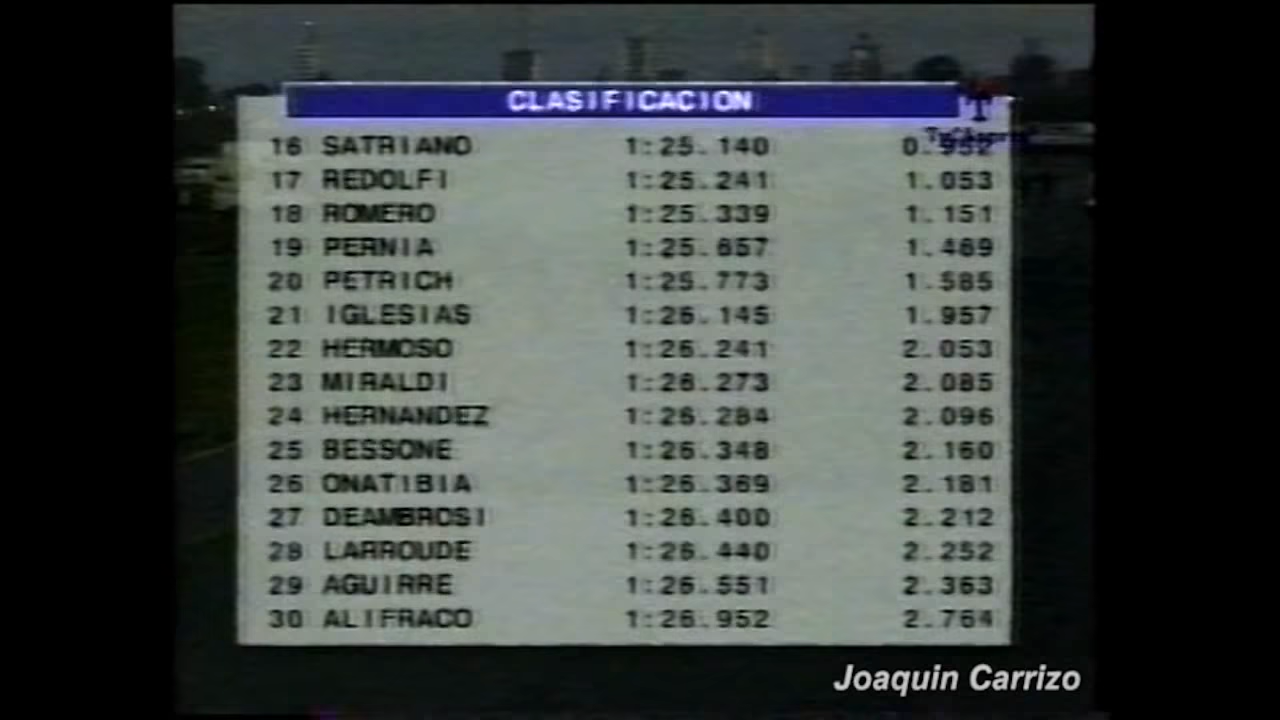 CLASIFICACION
16 SATRIANO 1:25.140 0.952
17 REDOLFI 1:25.241 1.053
18 ROMERO 1:25.339 1.151
19 PERNIA 1:25.657 1.469
20 PETRICH 1:25.773 1.585
21 IGLESIAS 1:26.145 1.957
22 HERMOSO 1:26.241 2.053
23 MIRALDI 1:26.273 2.085
24 HERNANDEZ 1:26.284 2.096
25 BESSONE 1:26.348 2.160
26 ONATIBIA 1:26.369 2.181
27 DEAMBROSI 1:26.400 2.212
28 LARROUDE 1:26.440 2.252
29 AGUIRRE 1:26.551 2.363
30 ALIFRACO 1:26.952 2.764
Joaquin Carrizo